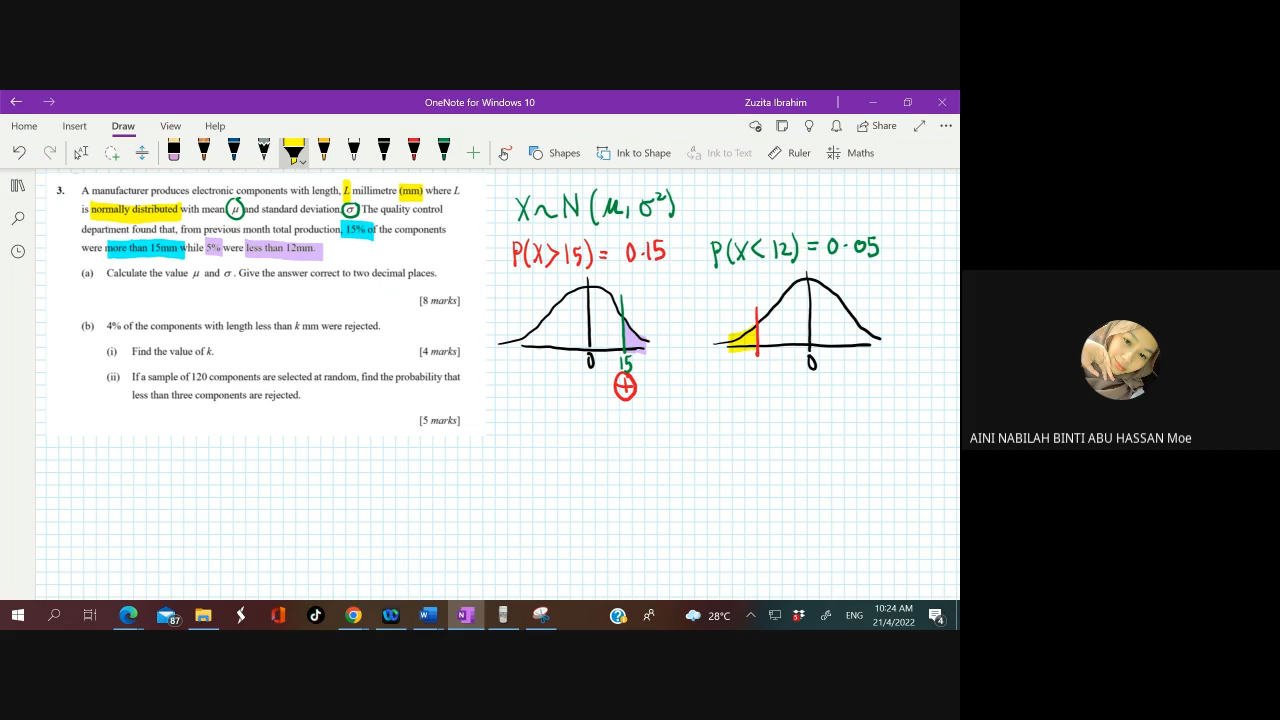 OneNote for Windows 10
Zuzita Ibrahim
Home Insert Draw View Help
Share
Shapes Ink to Shape Ink to Text Ruler Maths
3. A manufacturer produces electronic components with length, L millimetre (mm) where L
is normally distributed with mean μ and standard deviation σ. The quality control
department found that, from previous month total production, 15% of the components
were more than 15mm while 5% were less than 12mm.
(a) Calculate the value μ and σ. Give the answer correct to two decimal places.
[8 marks]
(b) 4% of the components with length less than k mm were rejected.
(i) Find the value of k. [4 marks]
(ii) If a sample of 120 components are selected at random, find the probability that
less than three components are rejected.
[5 marks]
X ~ N (μ, σ²)
P(X > 15) = 0.15
P(X < 12) = 0.05
0 15
+
0
AINI NABILAH BINTI ABU HASSAN Moe
87
28°C
ENG
10:24 AM
21/4/2022
4